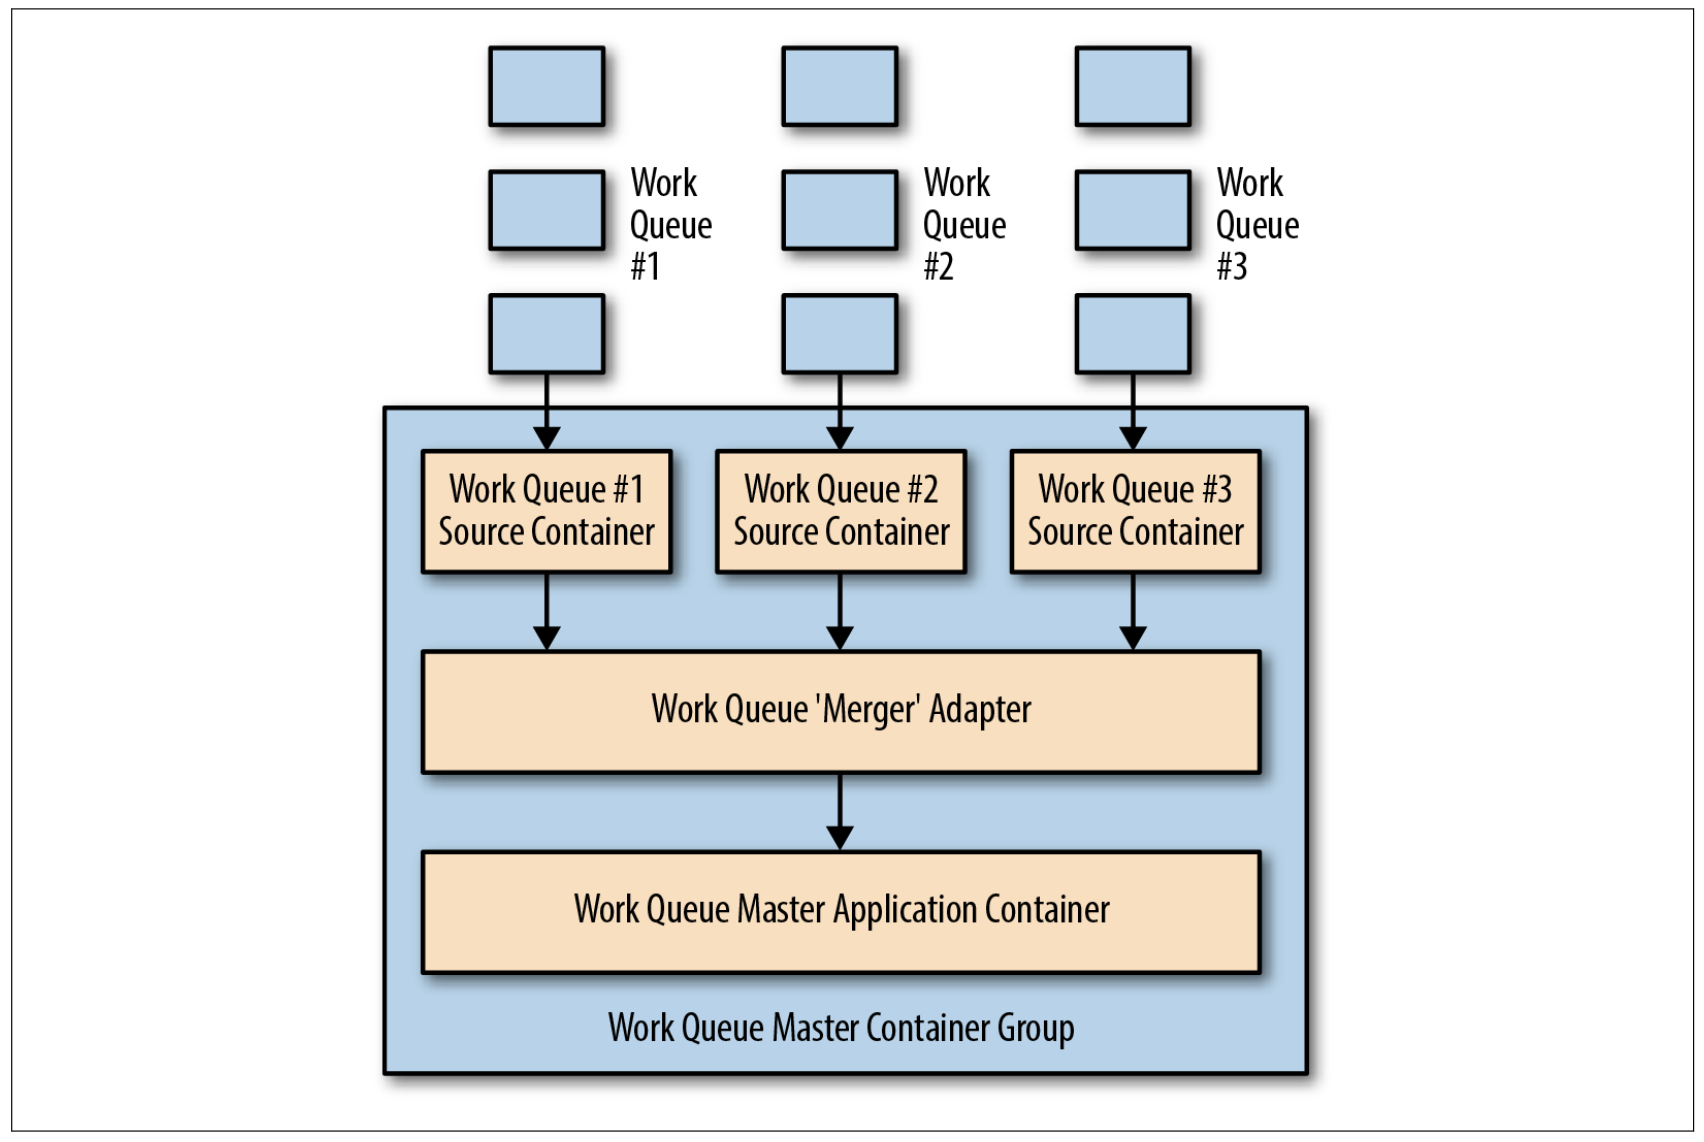 Work
Queue
#1
Work
Queue
#2
Work
Queue
#3
Work Queue #1
Source Container
Work Queue #2
Source Container
Work Queue #3
Source Container
Work Queue 'Merger' Adapter
Work Queue Master Application Container
Work Queue Master Container Group